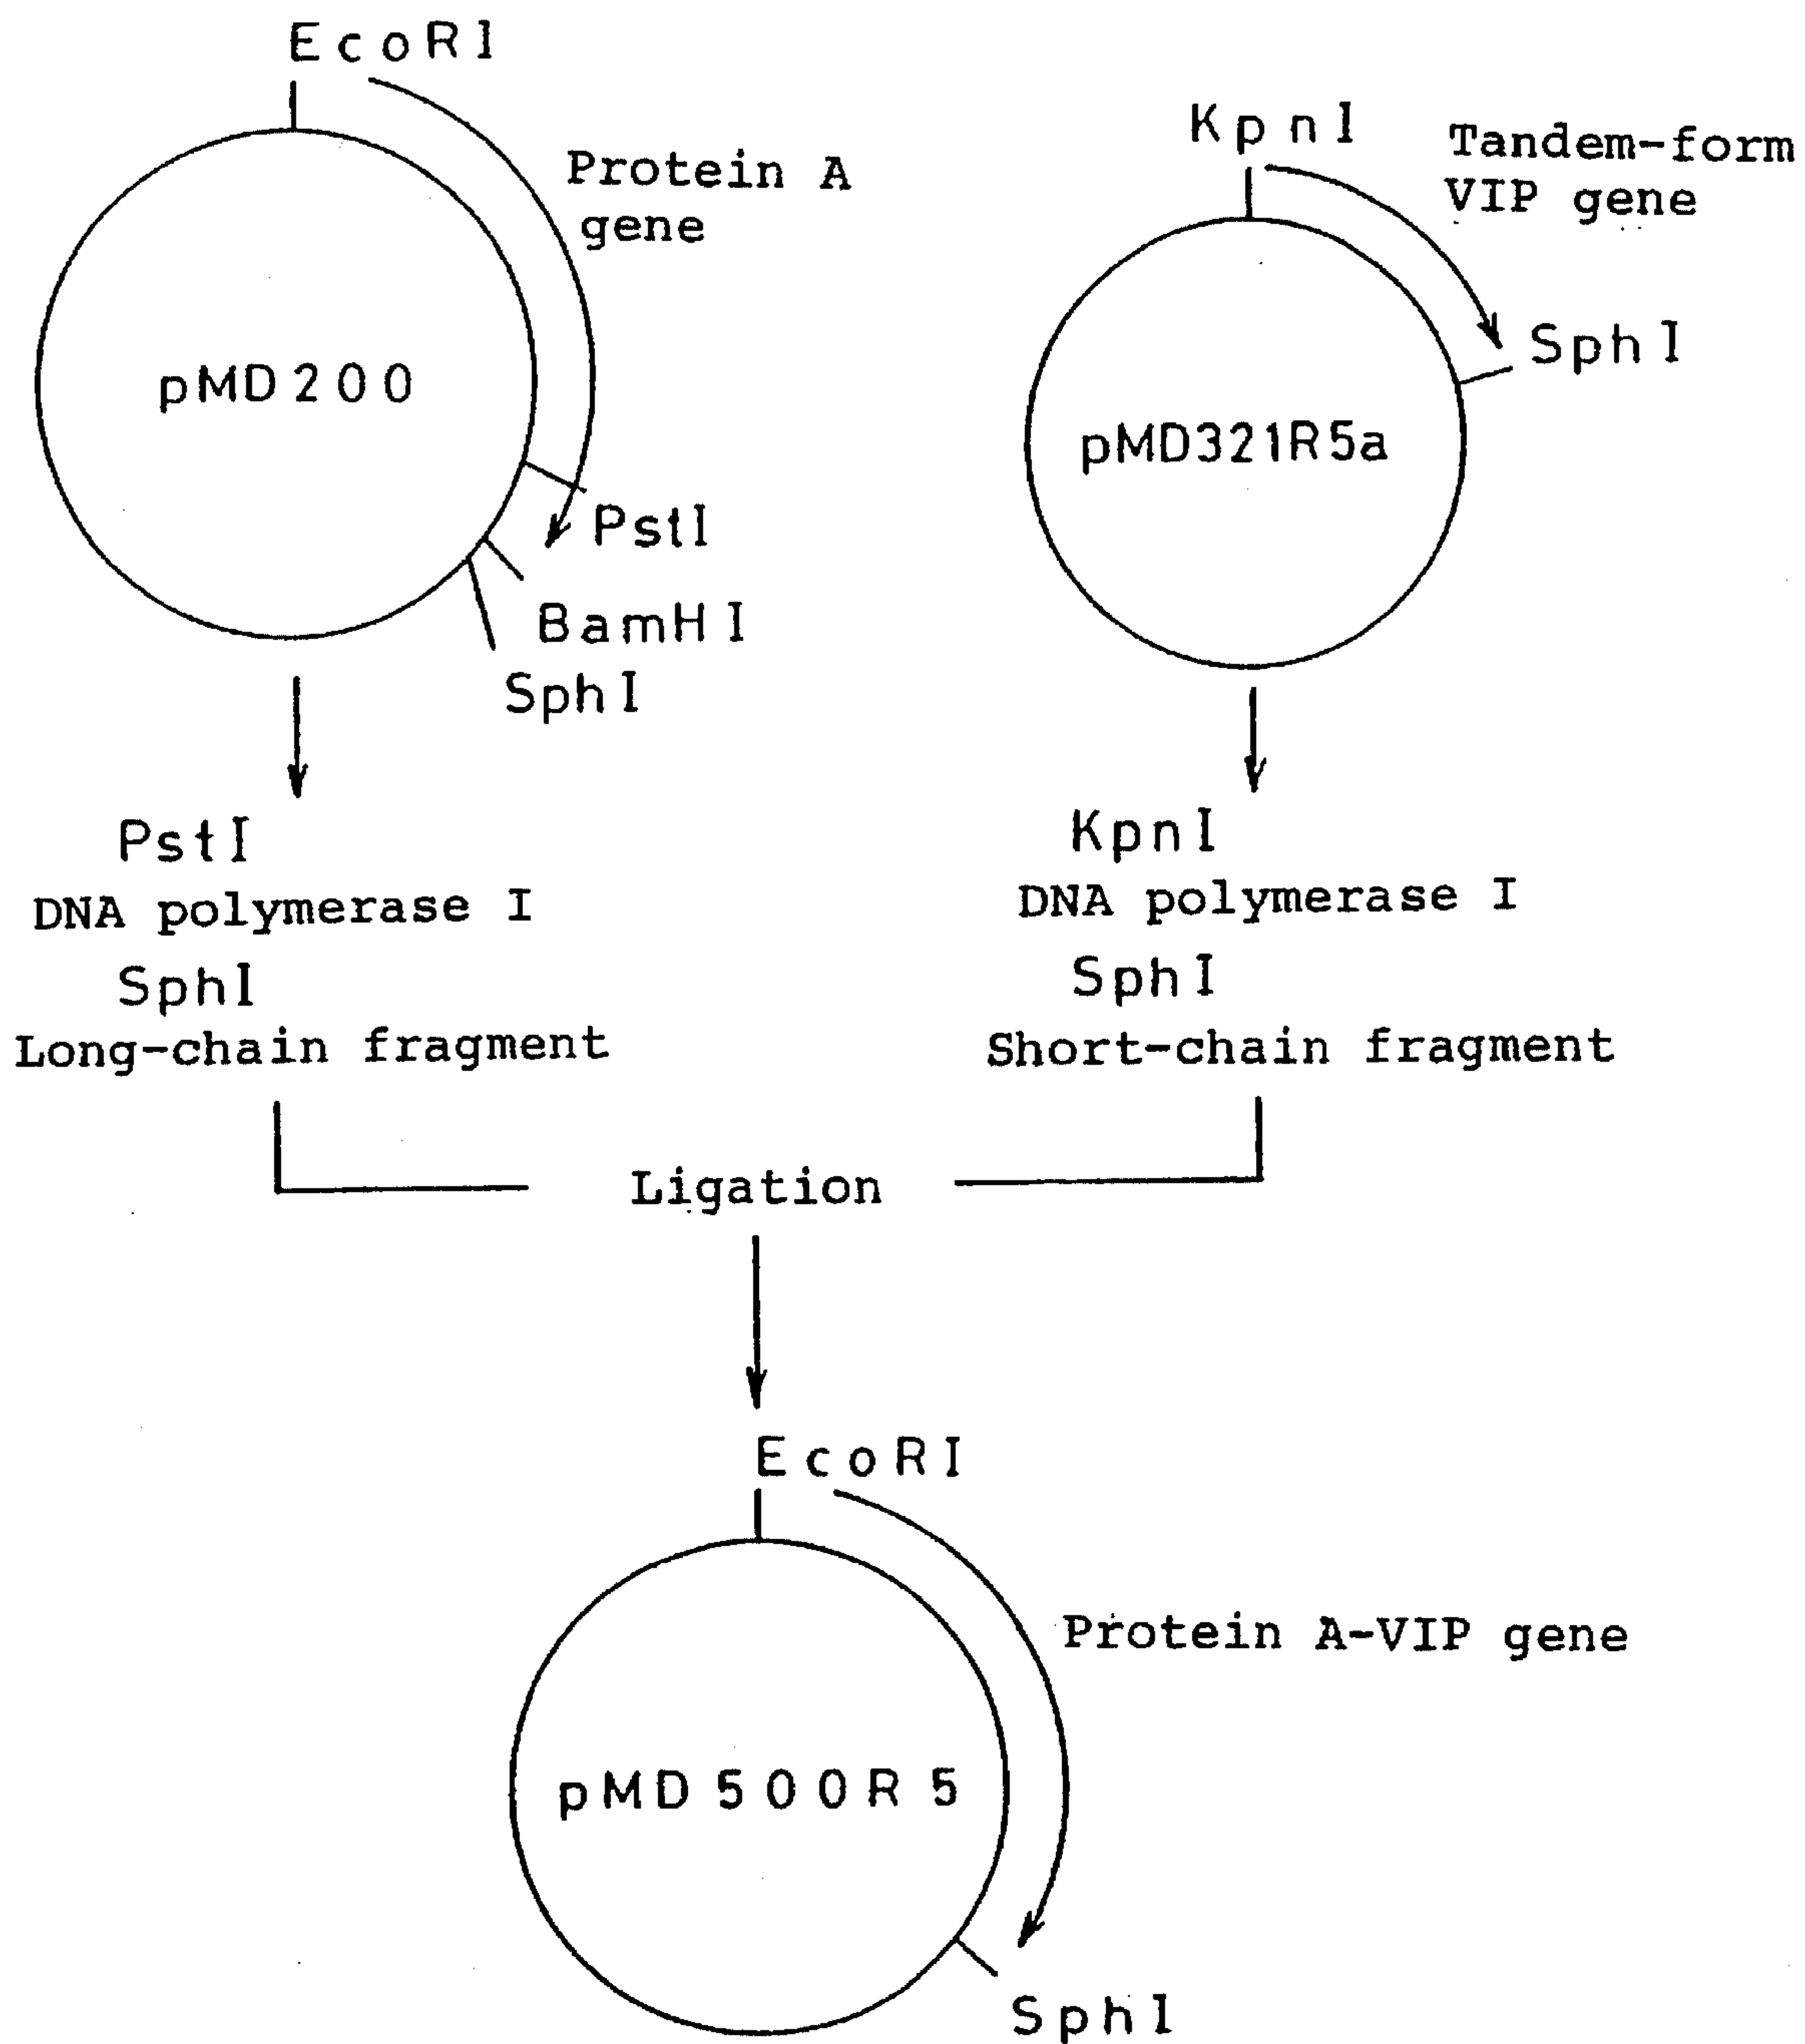 EcoRI
Protein A
gene
pMD200
PstI
BamHI
SphI
KpnI
Tandem-form
VIP gene
SphI
pMD321R5a
PstI
DNA polymerase I
SphI
Long-chain fragment
KpnI
DNA polymerase I
SphI
Short-chain fragment
Ligation
EcoRI
Protein A-VIP gene
pMD500R5
SphI